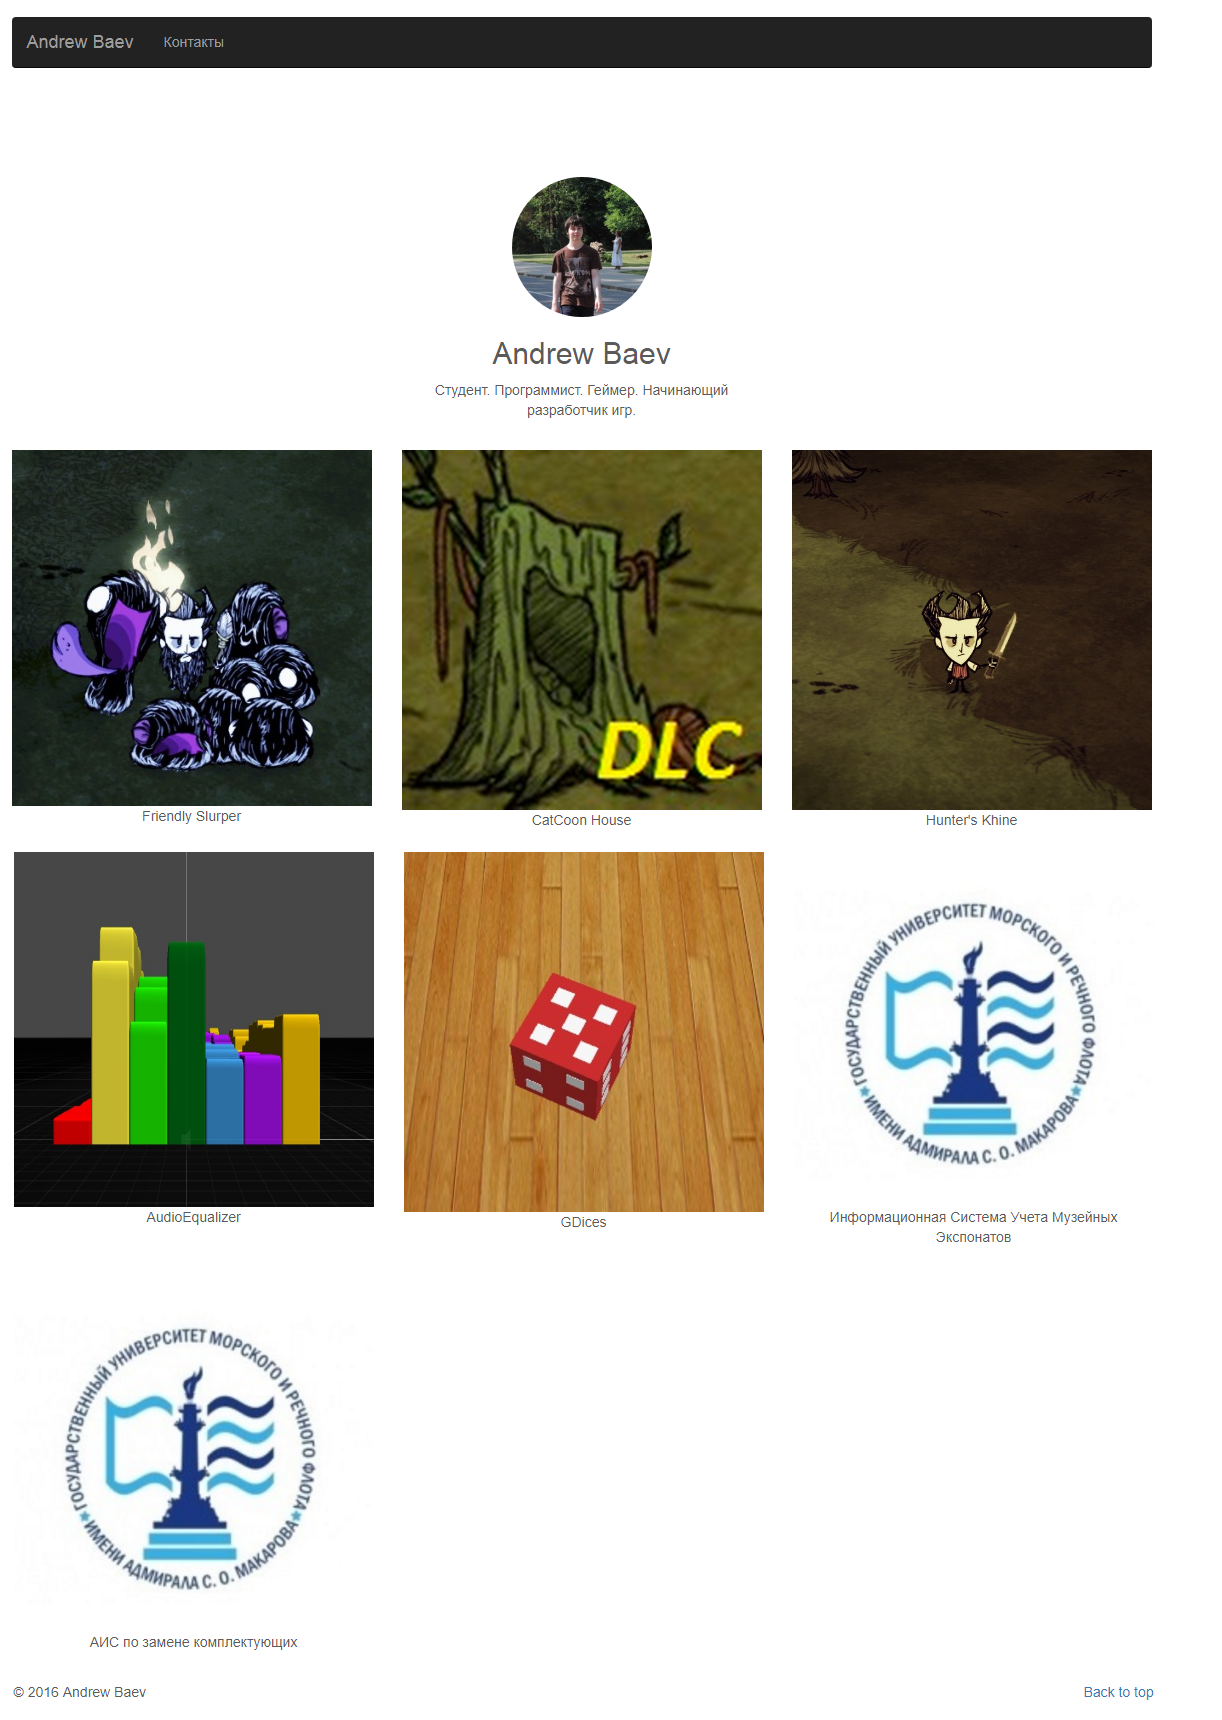 Andrew Baev Контакты
Andrew Baev
Студент. Программист. Геймер. Начинающий
разработчик игр.
DLC
Friendly Slurper
CatCoon House
Hunter's Khine
ГОСУДАРСТВЕННЫЙ УНИВЕРСИТЕТ МОРСКОГО И РЕЧНОГО ФЛОТА
ИМЕНИ АДМИРАЛА С. О. МАКАРОВА
AudioEqualizer
GDices
Информационная Система Учета Музейных
Экспонатов
ГОСУДАРСТВЕННЫЙ УНИВЕРСИТЕТ МОРСКОГО И РЕЧНОГО ФЛОТА
ИМЕНИ АДМИРАЛА С. О. МАКАРОВА
АИС по замене комплектующих
© 2016 Andrew Baev
Back to top